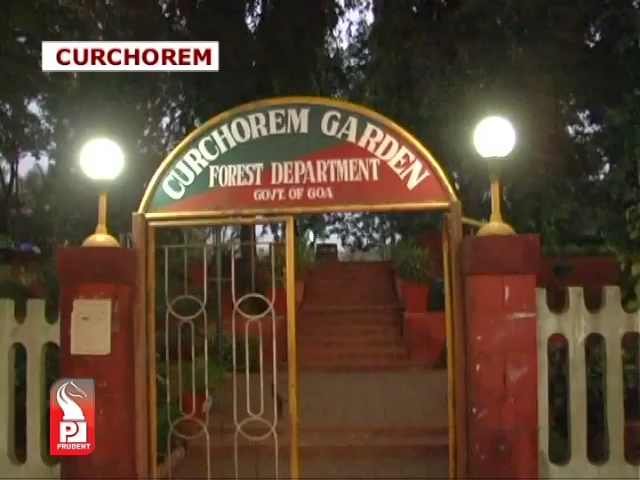 CURCHOREM
CURCHOREM GARDEN
FOREST DEPARTMENT
GOVT. OF GOA
PRUDENT